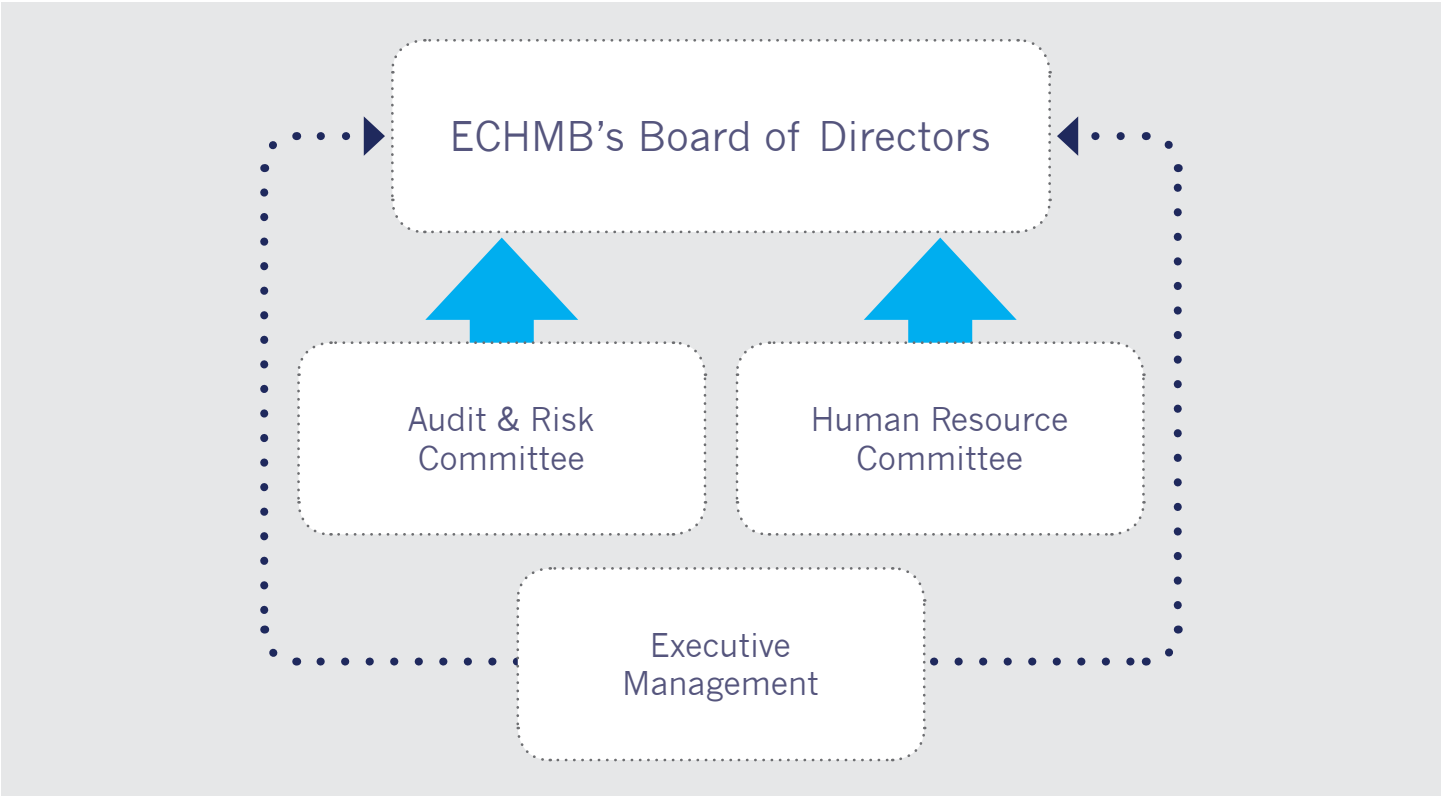 ECHMB’s Board of Directors
Audit & Risk
Committee
Human Resource
Committee
Executive
Management